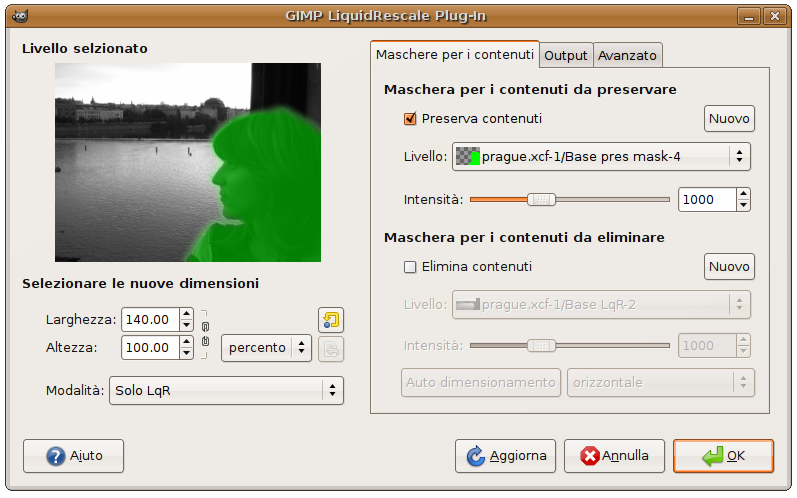 GIMP LiquidRescale Plug-In
Livello selzionato
Selezionare le nuove dimensioni
Larghezza: 140.00
Altezza: 100.00 percento
Modalità: Solo LqR
Maschere per i contenuti Output Avanzato
Maschera per i contenuti da preservare
Preserva contenuti Nuovo
Livello: prague.xcf-1/Base pres mask-4
Intensità: 1000
Maschera per i contenuti da eliminare
Elimina contenuti Nuovo
Livello: prague.xcf-1/Base LqR-2
Intensità: 1000
Auto dimensionamento orizzontale
Aiuto Aggiorna Annulla OK